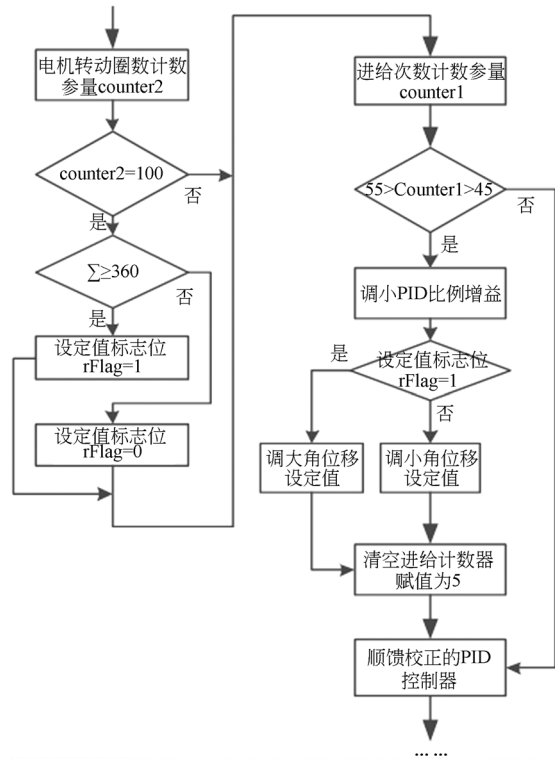 电机转动圈数计数
参量counter2
counter2=100
否
是
∑≥360
否
是
设定值标志位
rFlag=1
设定值标志位
rFlag=0
进给次数计数参量
counter1
55>Counter1>45
否
是
调小PID比例增益
是
设定值标志位
rFlag=1
否
调大角位移
设定值
调小角位移
设定值
清空进给计数器
赋值为5
顺馈校正的PID
控制器
... ...